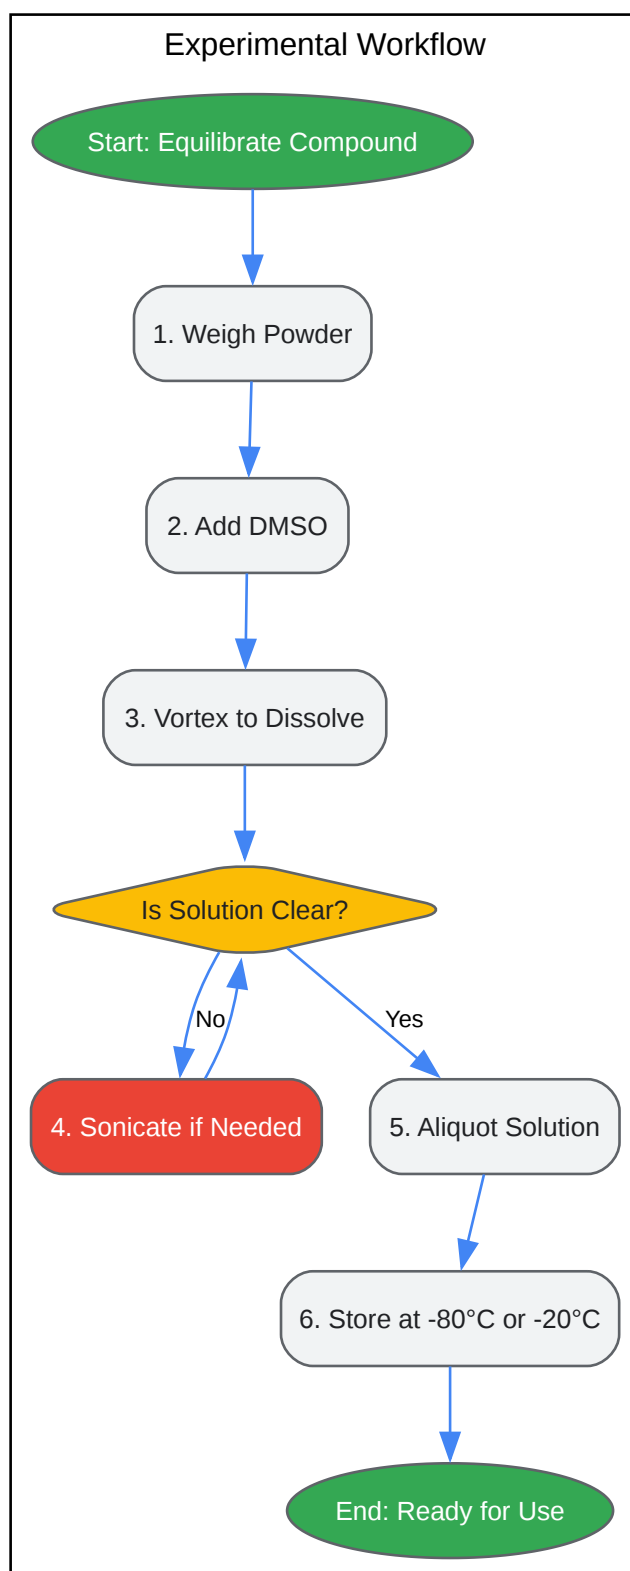 Experimental Workflow
Start: Equilibrate Compound
1. Weigh Powder
2. Add DMSO
3. Vortex to Dissolve
Is Solution Clear?
No
Yes
4. Sonicate if Needed
5. Aliquot Solution
6. Store at -80°C or -20°C
End: Ready for Use